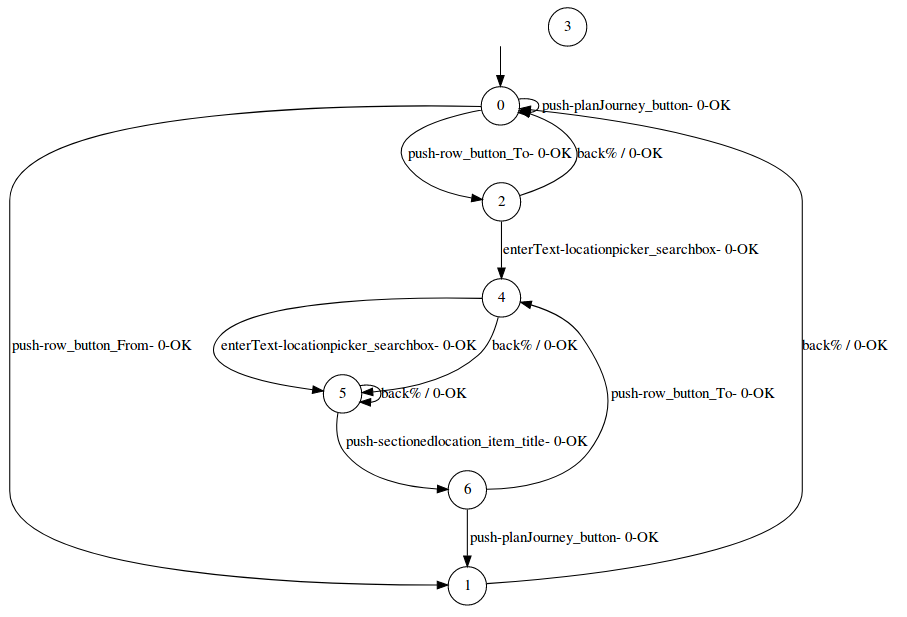 3
0
push-planJourney_button- 0-OK
push-row_button_To- 0-OK
back% / 0-OK
2
enterText-locationpicker_searchbox- 0-OK
4
push-row_button_From- 0-OK
enterText-locationpicker_searchbox- 0-OK
back% / 0-OK
back% / 0-OK
5
back% / 0-OK
push-row_button_To- 0-OK
push-sectionedlocation_item_title- 0-OK
6
push-planJourney_button- 0-OK
1